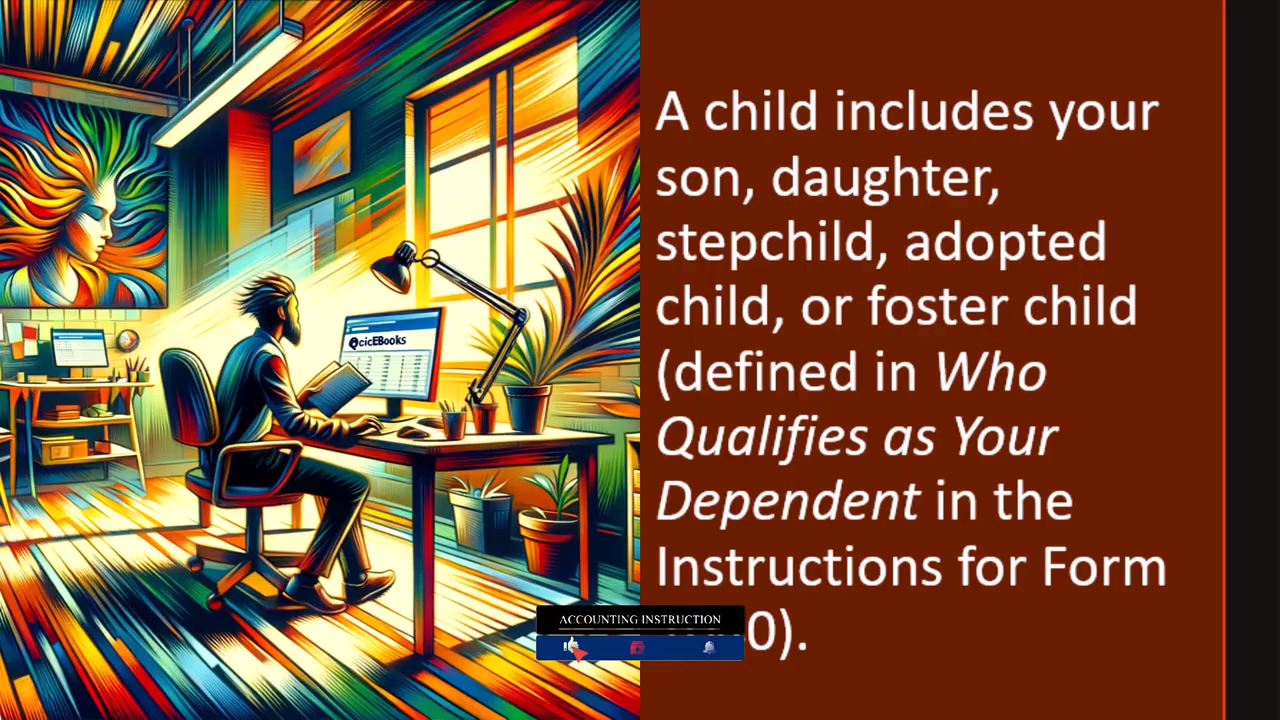 A child includes your
son, daughter,
stepchild, adopted
child, or foster child
(defined in Who
Qualifies as Your
Dependent in the
Instructions for Form
0).
QcicEBooks
ACCOUNTING INSTRUCTION